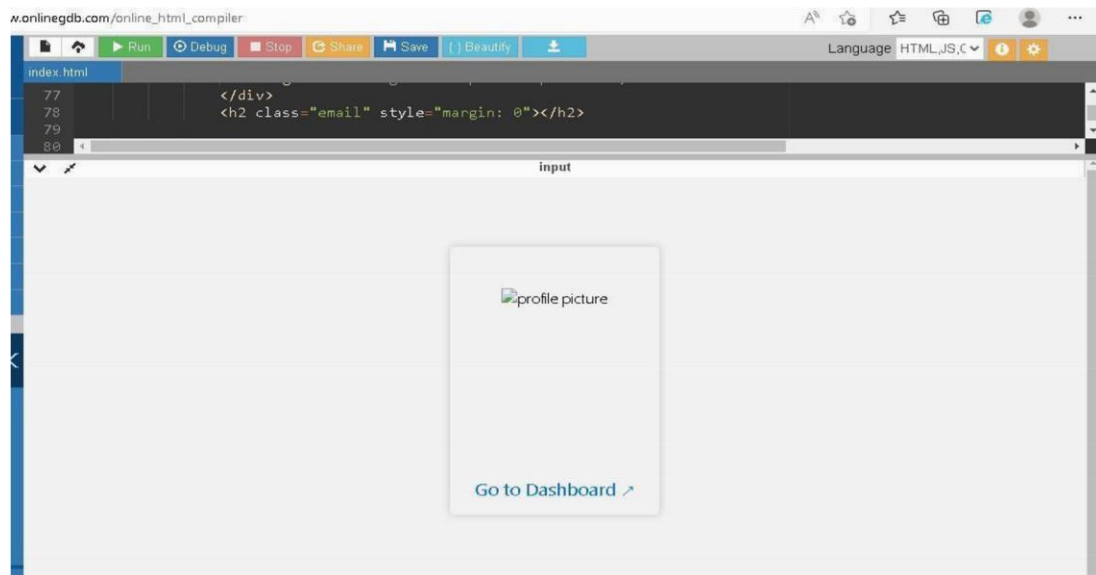 w.onlinegdb.com/online_html_compiler
Run Debug Stop Share Save { } Beautify Language HTML,JS,C
index.html
77 </div>
78 <h2 class="email" style="margin: 0"></h2>
79
80
input
profile picture
Go to Dashboard ↗